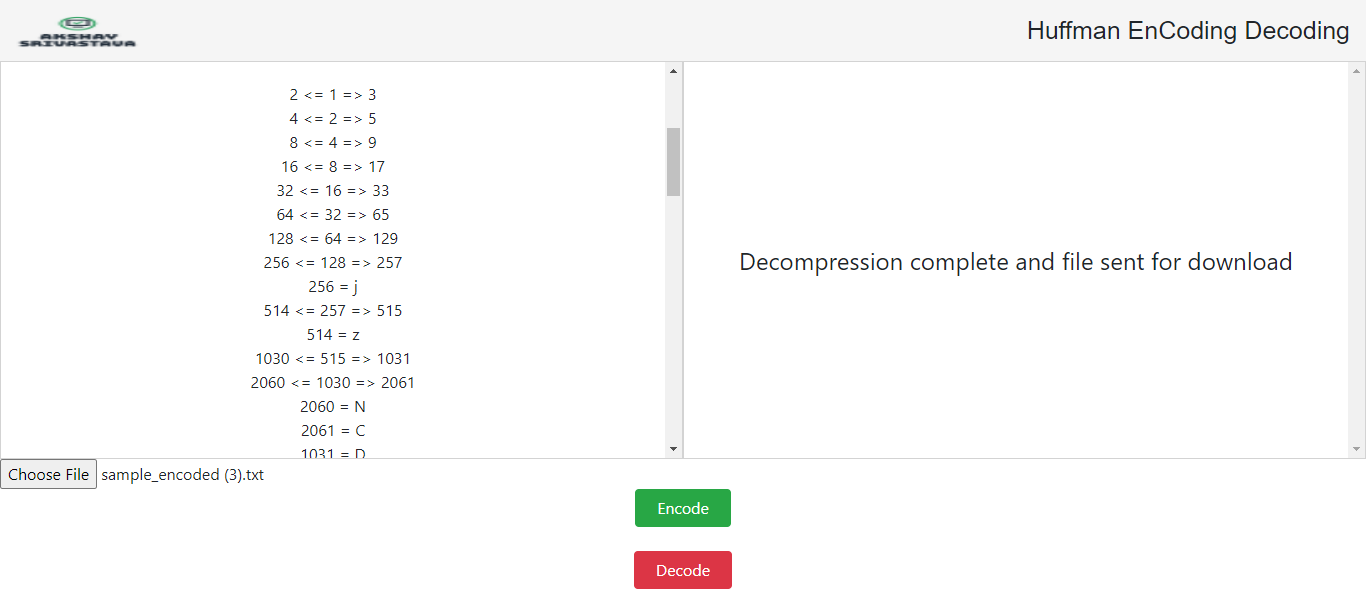 AKSHAY
SRIVASTAVA
Huffman EnCoding Decoding
2 <= 1 => 3
4 <= 2 => 5
8 <= 4 => 9
16 <= 8 => 17
32 <= 16 => 33
64 <= 32 => 65
128 <= 64 => 129
256 <= 128 => 257
256 = j
514 <= 257 => 515
514 = z
1030 <= 515 => 1031
2060 <= 1030 => 2061
2060 = N
2061 = C
1031 = D
Decompression complete and file sent for download
Choose File sample_encoded (3).txt
Encode
Decode